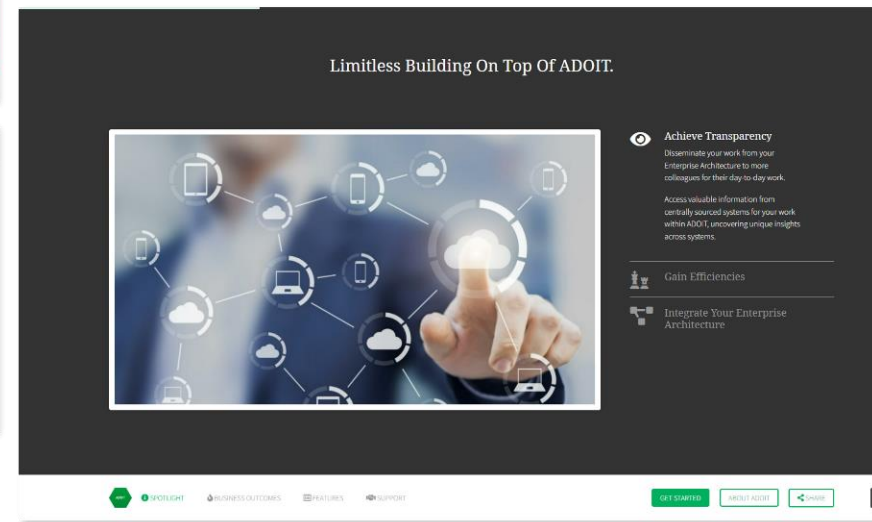 Limitless Building On Top Of ADOIT.
Achieve Transparency
Disseminate your work from your
Enterprise Architecture to more
colleagues for their day-to-day work.
Access valuable information from
centrally sourced systems for your work
within ADOIT, uncovering unique insights
across systems.
Gain Efficiencies
Integrate Your Enterprise
Architecture
SPOTLIGHT
BUSINESS OUTCOMES
FEATURES
SUPPORT
GET STARTED
ABOUT ADOIT
SHARE